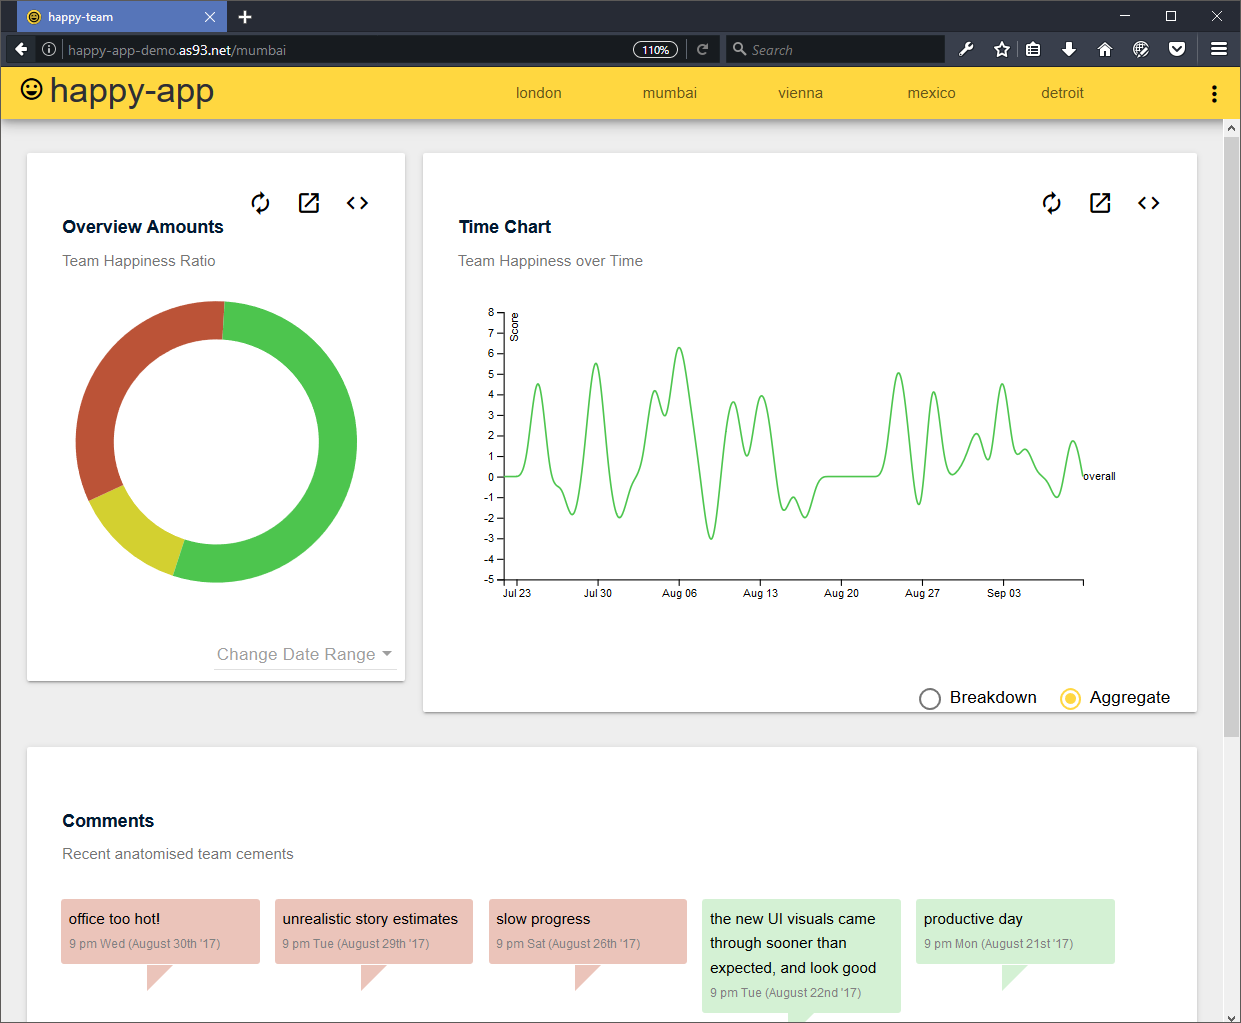 happy-team
happy-app-demo.as93.net/mumbai
110%
Search
happy-app
london
mumbai
vienna
mexico
detroit
Overview Amounts
Team Happiness Ratio
Change Date Range
Time Chart
Team Happiness over Time
Score
8
7
6
5
4
3
2
1
0
-1
-2
-3
-4
-5
overall
Jul 23
Jul 30
Aug 06
Aug 13
Aug 20
Aug 27
Sep 03
Breakdown
Aggregate
Comments
Recent anatomised team cements
office too hot!
9 pm Wed (August 30th '17)
unrealistic story estimates
9 pm Tue (August 29th '17)
slow progress
9 pm Sat (August 26th '17)
the new UI visuals came
through sooner than
expected, and look good
9 pm Tue (August 22nd '17)
productive day
9 pm Mon (August 21st '17)